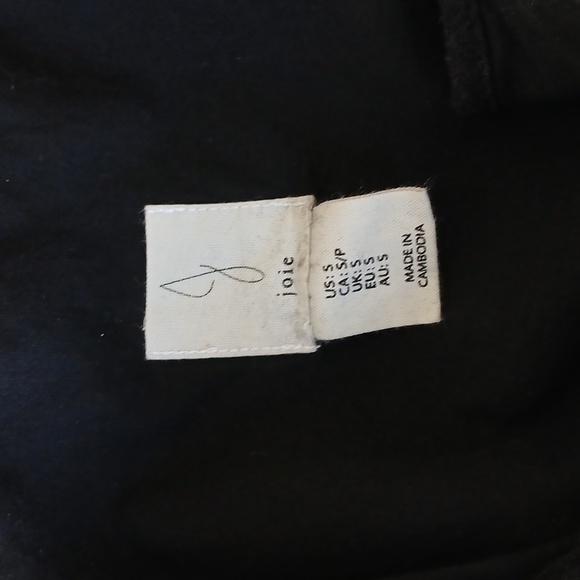 joie
US: S
CA: S/P
UK: S
EU: S
AU: S
MADE IN
CAMBODIA